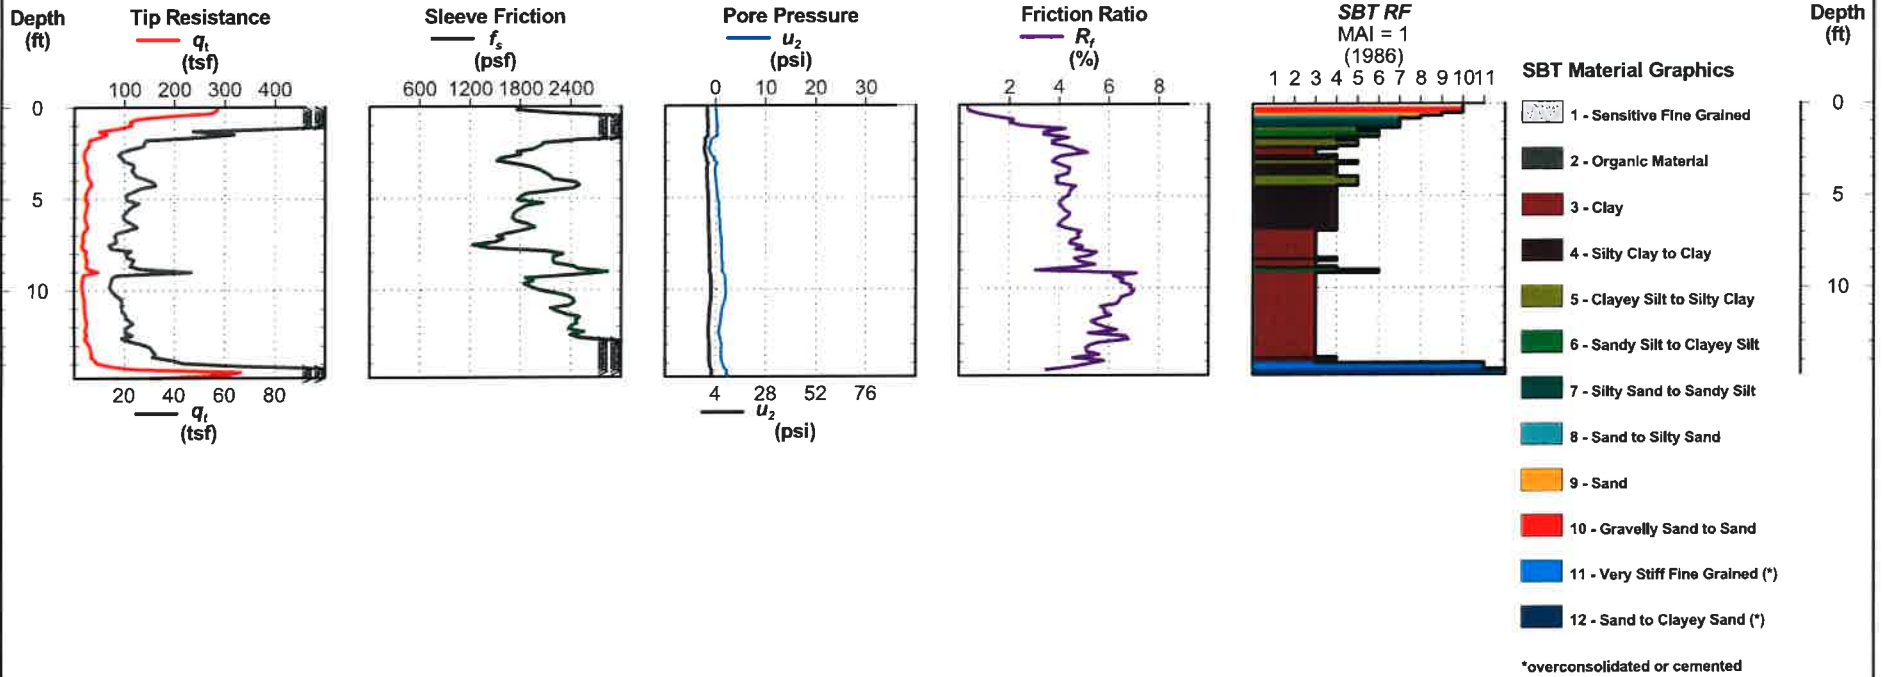 Depth
(ft)
Tip Resistance
qt
(tsf)
100 200 300 400
0
5
10
20 40 60 80
qt
(tsf)
Sleeve Friction
fs
(psf)
600 1200 1800 2400
Pore Pressure
u2
(psi)
0 10 20 30
4 28 52 76
u2
(psi)
Friction Ratio
Rf
(%)
2 4 6 8
SBT RF
MAI = 1
(1986)
1 2 3 4 5 6 7 8 9 10 11
SBT Material Graphics
1 - Sensitive Fine Grained
2 - Organic Material
3 - Clay
4 - Silty Clay to Clay
5 - Clayey Silt to Silty Clay
6 - Sandy Silt to Clayey Silt
7 - Silty Sand to Sandy Silt
8 - Sand to Silty Sand
9 - Sand
10 - Gravelly Sand to Sand
11 - Very Stiff Fine Grained (*)
12 - Sand to Clayey Sand (*)
*overconsolidated or cemented
Depth
(ft)
0
5
10